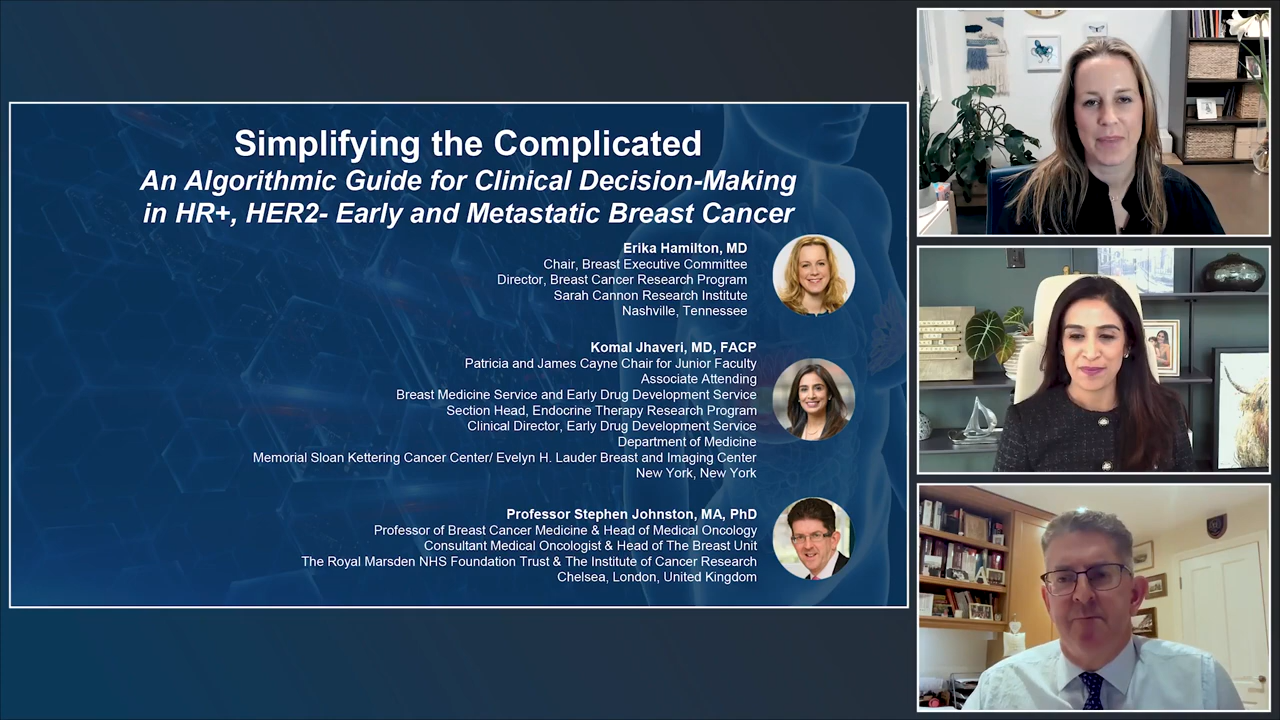 Simplifying the Complicated
An Algorithmic Guide for Clinical Decision-Making
in HR+, HER2- Early and Metastatic Breast Cancer
Erika Hamilton, MD
Chair, Breast Executive Committee
Director, Breast Cancer Research Program
Sarah Cannon Research Institute
Nashville, Tennessee
Komal Jhaveri, MD, FACP
Patricia and James Cayne Chair for Junior Faculty
Associate Attending
Breast Medicine Service and Early Drug Development Service
Section Head, Endocrine Therapy Research Program
Clinical Director, Early Drug Development Service
Department of Medicine
Memorial Sloan Kettering Cancer Center/ Evelyn H. Lauder Breast and Imaging Center
New York, New York
Professor Stephen Johnston, MA, PhD
Professor of Breast Cancer Medicine & Head of Medical Oncology
Consultant Medical Oncologist & Head of The Breast Unit
The Royal Marsden NHS Foundation Trust & The Institute of Cancer Research
Chelsea, London, United Kingdom